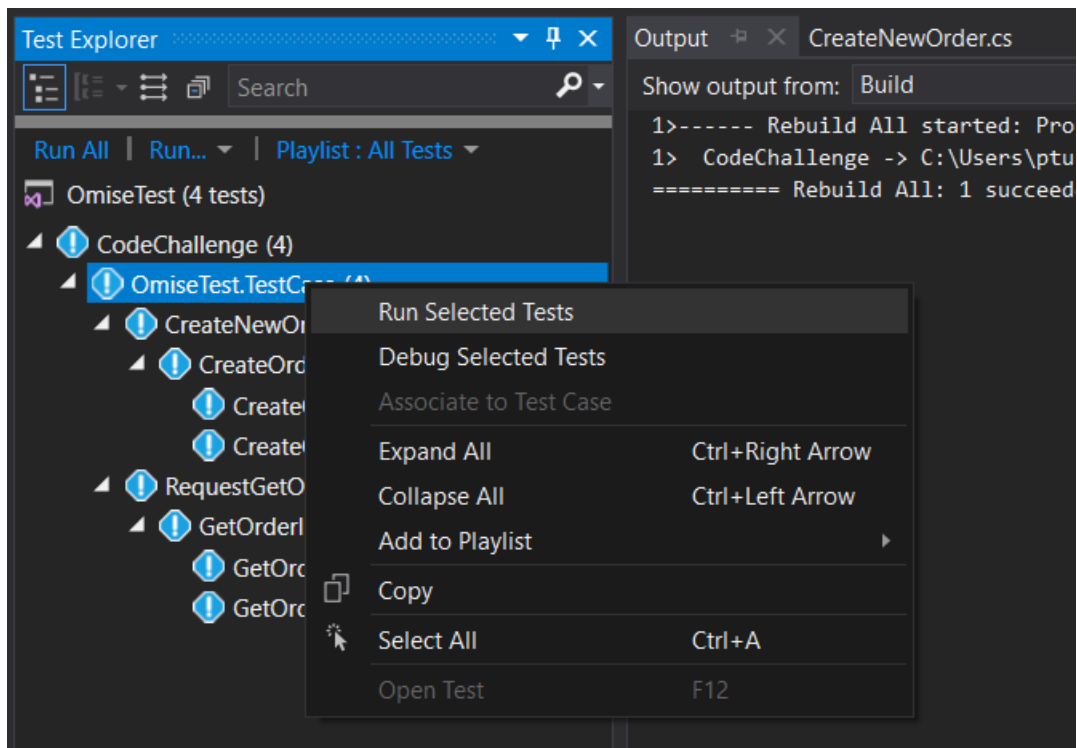 Test Explorer
Search
Run All | Run... | Playlist : All Tests
OmiseTest (4 tests)
CodeChallenge (4)
OmiseTest.TestCase (4)
CreateNewOr
CreateOrd
Create
Create
RequestGetO
GetOrder
GetOrd
GetOrd
Run Selected Tests
Debug Selected Tests
Associate to Test Case
Expand All Ctrl+Right Arrow
Collapse All Ctrl+Left Arrow
Add to Playlist
Copy
Select All Ctrl+A
Open Test F12
Output CreateNewOrder.cs
Show output from: Build
1>------ Rebuild All started: Pro
1> CodeChallenge -> C:\Users\ptu
========== Rebuild All: 1 succeed